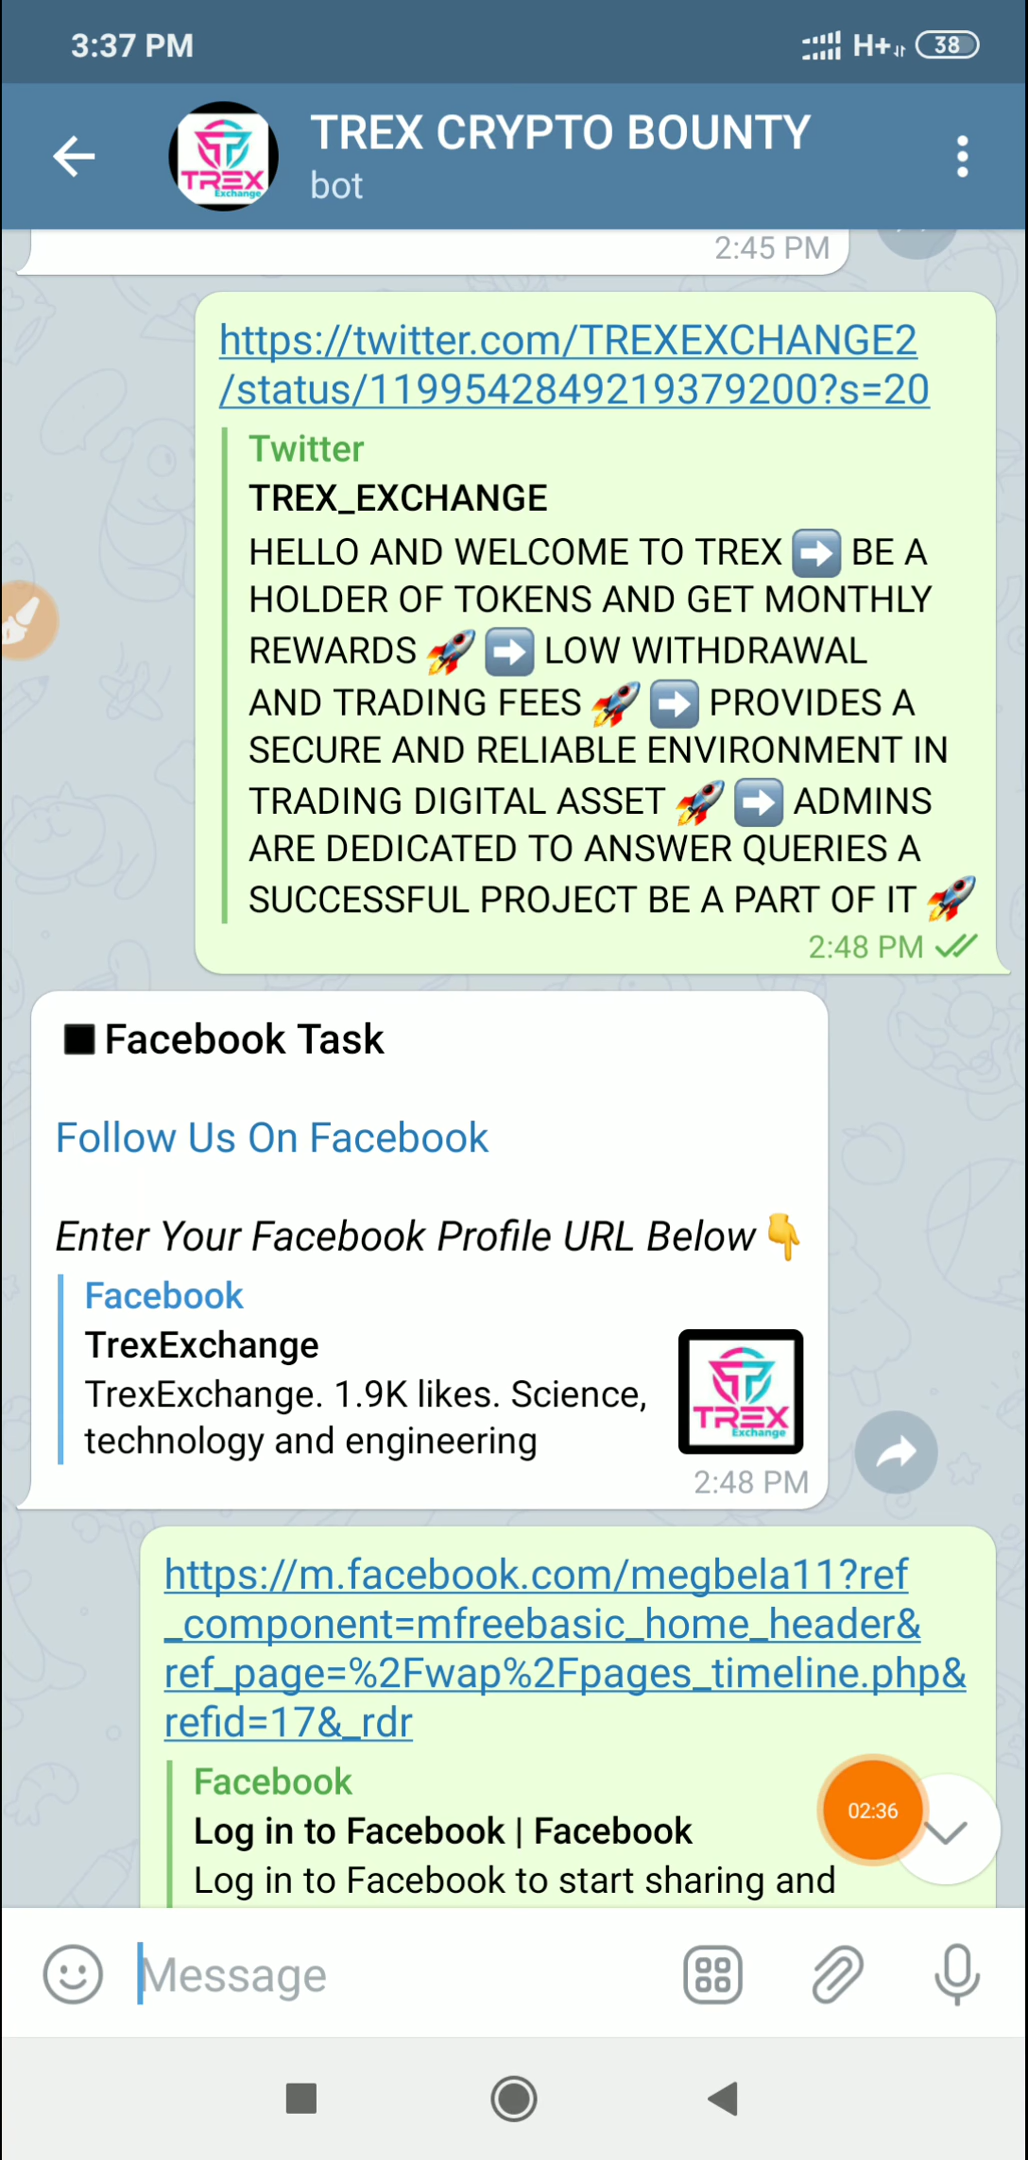 3:37 PM
H+
38
TREX
Exchange
TREX CRYPTO BOUNTY
bot
2:45 PM
https://twitter.com/TREXEXCHANGE2
/status/1199542849219379200?s=20
Twitter
TREX_EXCHANGE
HELLO AND WELCOME TO TREX ➡️ BE A
HOLDER OF TOKENS AND GET MONTHLY
REWARDS 🚀 ➡️ LOW WITHDRAWAL
AND TRADING FEES 🚀 ➡️ PROVIDES A
SECURE AND RELIABLE ENVIRONMENT IN
TRADING DIGITAL ASSET 🚀 ➡️ ADMINS
ARE DEDICATED TO ANSWER QUERIES A
SUCCESSFUL PROJECT BE A PART OF IT 🚀
2:48 PM
⬛ Facebook Task
Follow Us On Facebook
Enter Your Facebook Profile URL Below 👇
Facebook
TrexExchange
TrexExchange. 1.9K likes. Science,
technology and engineering
TREX
Exchange
2:48 PM
https://m.facebook.com/megbela11?ref
_component=mfreebasic_home_header&
ref_page=%2Fwap%2Fpages_timeline.php&
refid=17&_rdr
Facebook
Log in to Facebook | Facebook
Log in to Facebook to start sharing and
02:36
Message